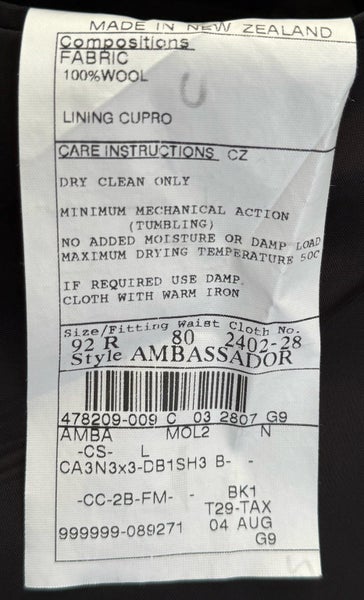 MADE IN NEW ZEALAND
Compositions
FABRIC
100%WOOL
LINING CUPRO
CARE INSTRUCTIONS CZ
DRY CLEAN ONLY
MINIMUM MECHANICAL ACTION
(TUMBLING)
NO ADDED MOISTURE OR DAMP LOAD
MAXIMUM DRYING TEMPERATURE 50C
IF REQUIRED USE DAMP
CLOTH WITH WARM IRON
Size/Fitting Waist Cloth No.
92 R 80 2402-28
Style AMBASSADOR
478209-009 C 03 2807 G9
AMBA MOL2 N
-CS- L
CA3N3x3-DB1SH3 B- -
-CC-2B-FM- - BK1
T29-TAX
999999-089271 04 AUG
G9